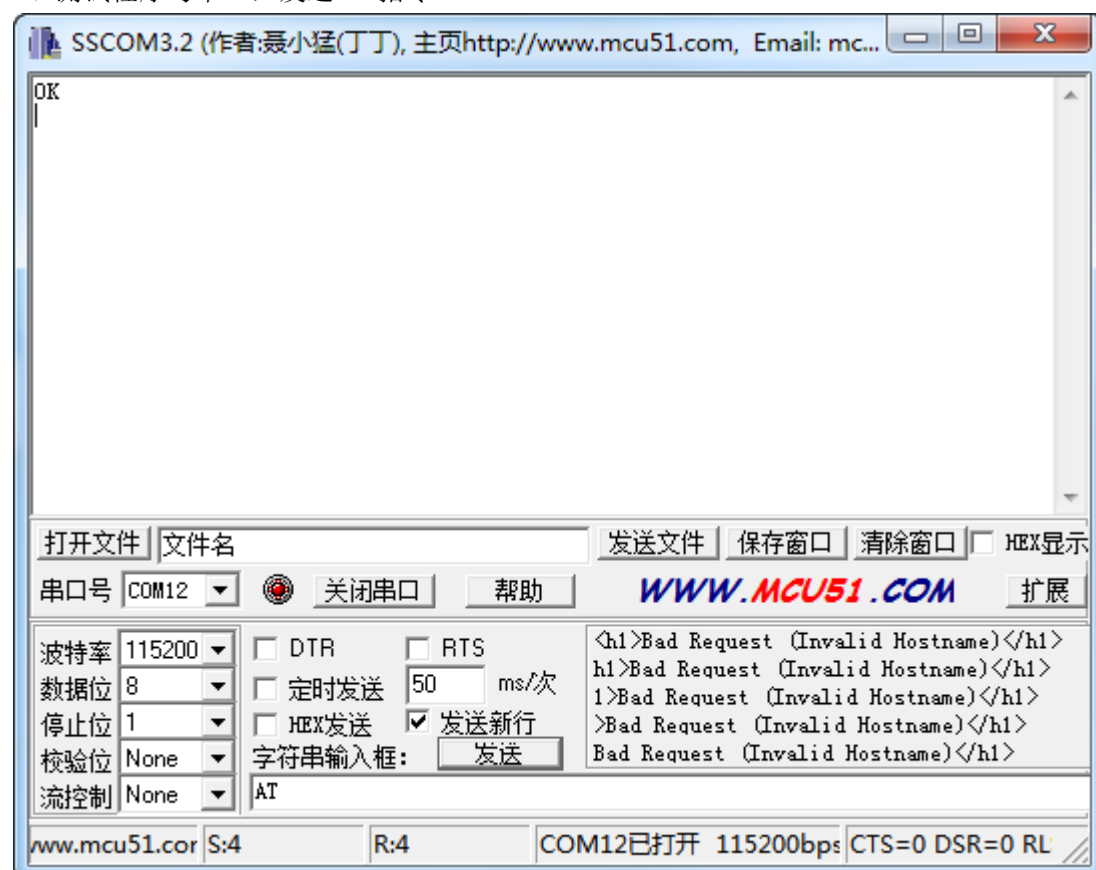 SSCOM3.2 (作者:聂小猛(丁丁), 主页http://www.mcu51.com, Email: mc...
OK
打开文件 文件名 发送文件 保存窗口 清除窗口 HEX显示
串口号 COM12 关闭串口 帮助 WWW.MCU51.COM 扩展
波特率 115200 DTR RTS
数据位 8 定时发送 50 ms/次
停止位 1 HEX发送 发送新行
校验位 None 字符串输入框: 发送
流控制 None AT
<h1>Bad Request (Invalid Hostname)</h1>
h1>Bad Request (Invalid Hostname)</h1>
1>Bad Request (Invalid Hostname)</h1>
>Bad Request (Invalid Hostname)</h1>
Bad Request (Invalid Hostname)</h1>
www.mcu51.cor S:4 R:4 COM12已打开 115200bps CTS=0 DSR=0 RL